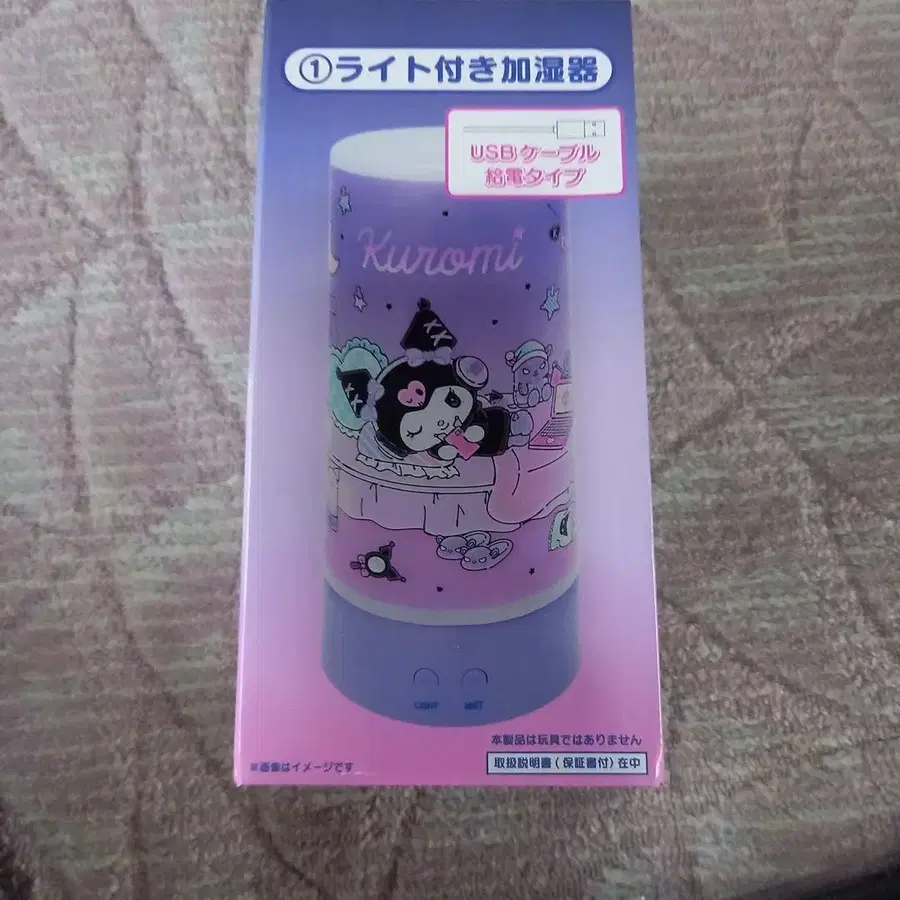 ①ライト付き加湿器
USBケーブル
給電タイプ
Kuromi
LIGHT MIST
本製品は玩具ではありません
※画像はイメージです
取扱説明書(保証書付)在中